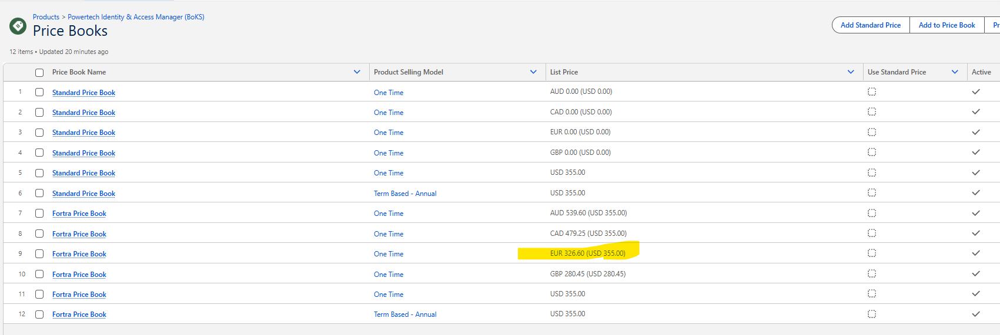 Products > Powertech Identity & Access Manager (BoKS)
Price Books
Add Standard Price Add to Price Book
12 items • Updated 20 minutes ago
Price Book Name Product Selling Model List Price Use Standard Price Active
1 Standard Price Book One Time AUD 0.00 (USD 0.00)
2 Standard Price Book One Time CAD 0.00 (USD 0.00)
3 Standard Price Book One Time EUR 0.00 (USD 0.00)
4 Standard Price Book One Time GBP 0.00 (USD 0.00)
5 Standard Price Book One Time USD 355.00
6 Standard Price Book Term Based - Annual USD 355.00
7 Fortra Price Book One Time AUD 539.60 (USD 355.00)
8 Fortra Price Book One Time CAD 479.25 (USD 355.00)
9 Fortra Price Book One Time EUR 326.60 (USD 355.00)
10 Fortra Price Book One Time GBP 280.45 (USD 280.45)
11 Fortra Price Book One Time USD 355.00
12 Fortra Price Book Term Based - Annual USD 355.00